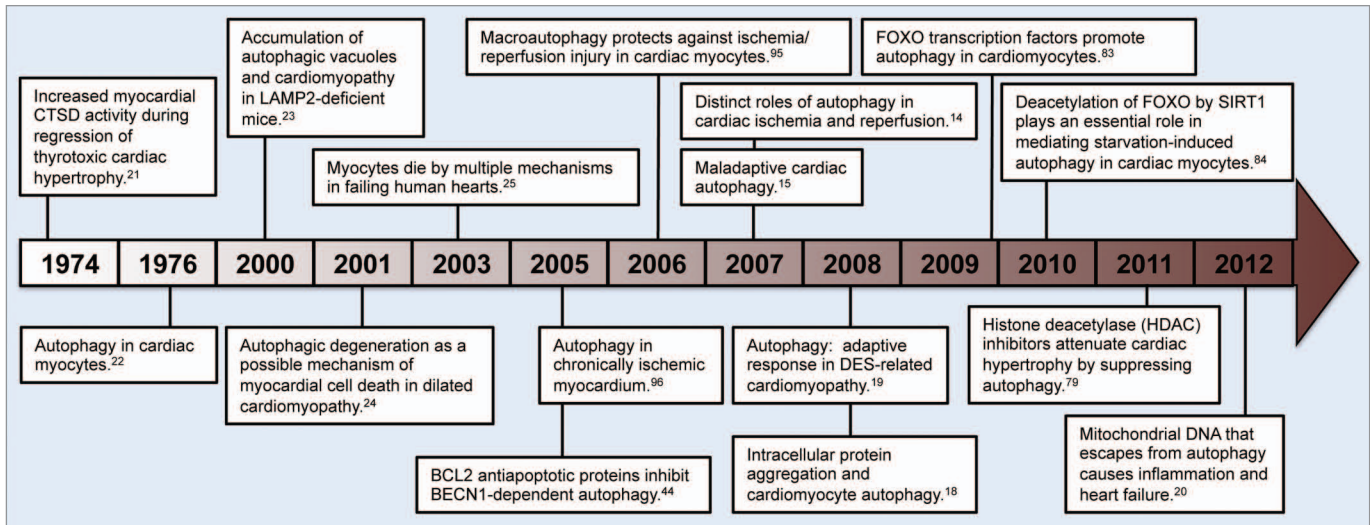 Increased myocardial
CTSD activity during
regression of
thyrotoxic cardiac
hypertrophy.21
Accumulation of
autophagic vacuoles
and cardiomyopathy
in LAMP2-deficient
mice.23
Myocytes die by multiple mechanisms
in failing human hearts.25
Macroautophagy protects against ischemia/
reperfusion injury in cardiac myocytes.95
Distinct roles of autophagy in
cardiac ischemia and reperfusion.14
Maladaptive cardiac
autophagy.15
FOXO transcription factors promote
autophagy in cardiomyocytes.83
Deacetylation of FOXO by SIRT1
plays an essential role in
mediating starvation-induced
autophagy in cardiac myocytes.84
1974 1976 2000 2001 2003 2005 2006 2007 2008 2009 2010 2011 2012
Autophagy in cardiac
myocytes.22
Autophagic degeneration as a
possible mechanism of
myocardial cell death in dilated
cardiomyopathy.24
Autophagy in
chronically ischemic
myocardium.96
BCL2 antiapoptotic proteins inhibit
BECN1-dependent autophagy.44
Autophagy: adaptive
response in DES-related
cardiomyopathy.19
Intracellular protein
aggregation and
cardiomyocyte autophagy.18
Histone deacetylase (HDAC)
inhibitors attenuate cardiac
hypertrophy by suppressing
autophagy.79
Mitochondrial DNA that
escapes from autophagy
causes inflammation and
heart failure.20